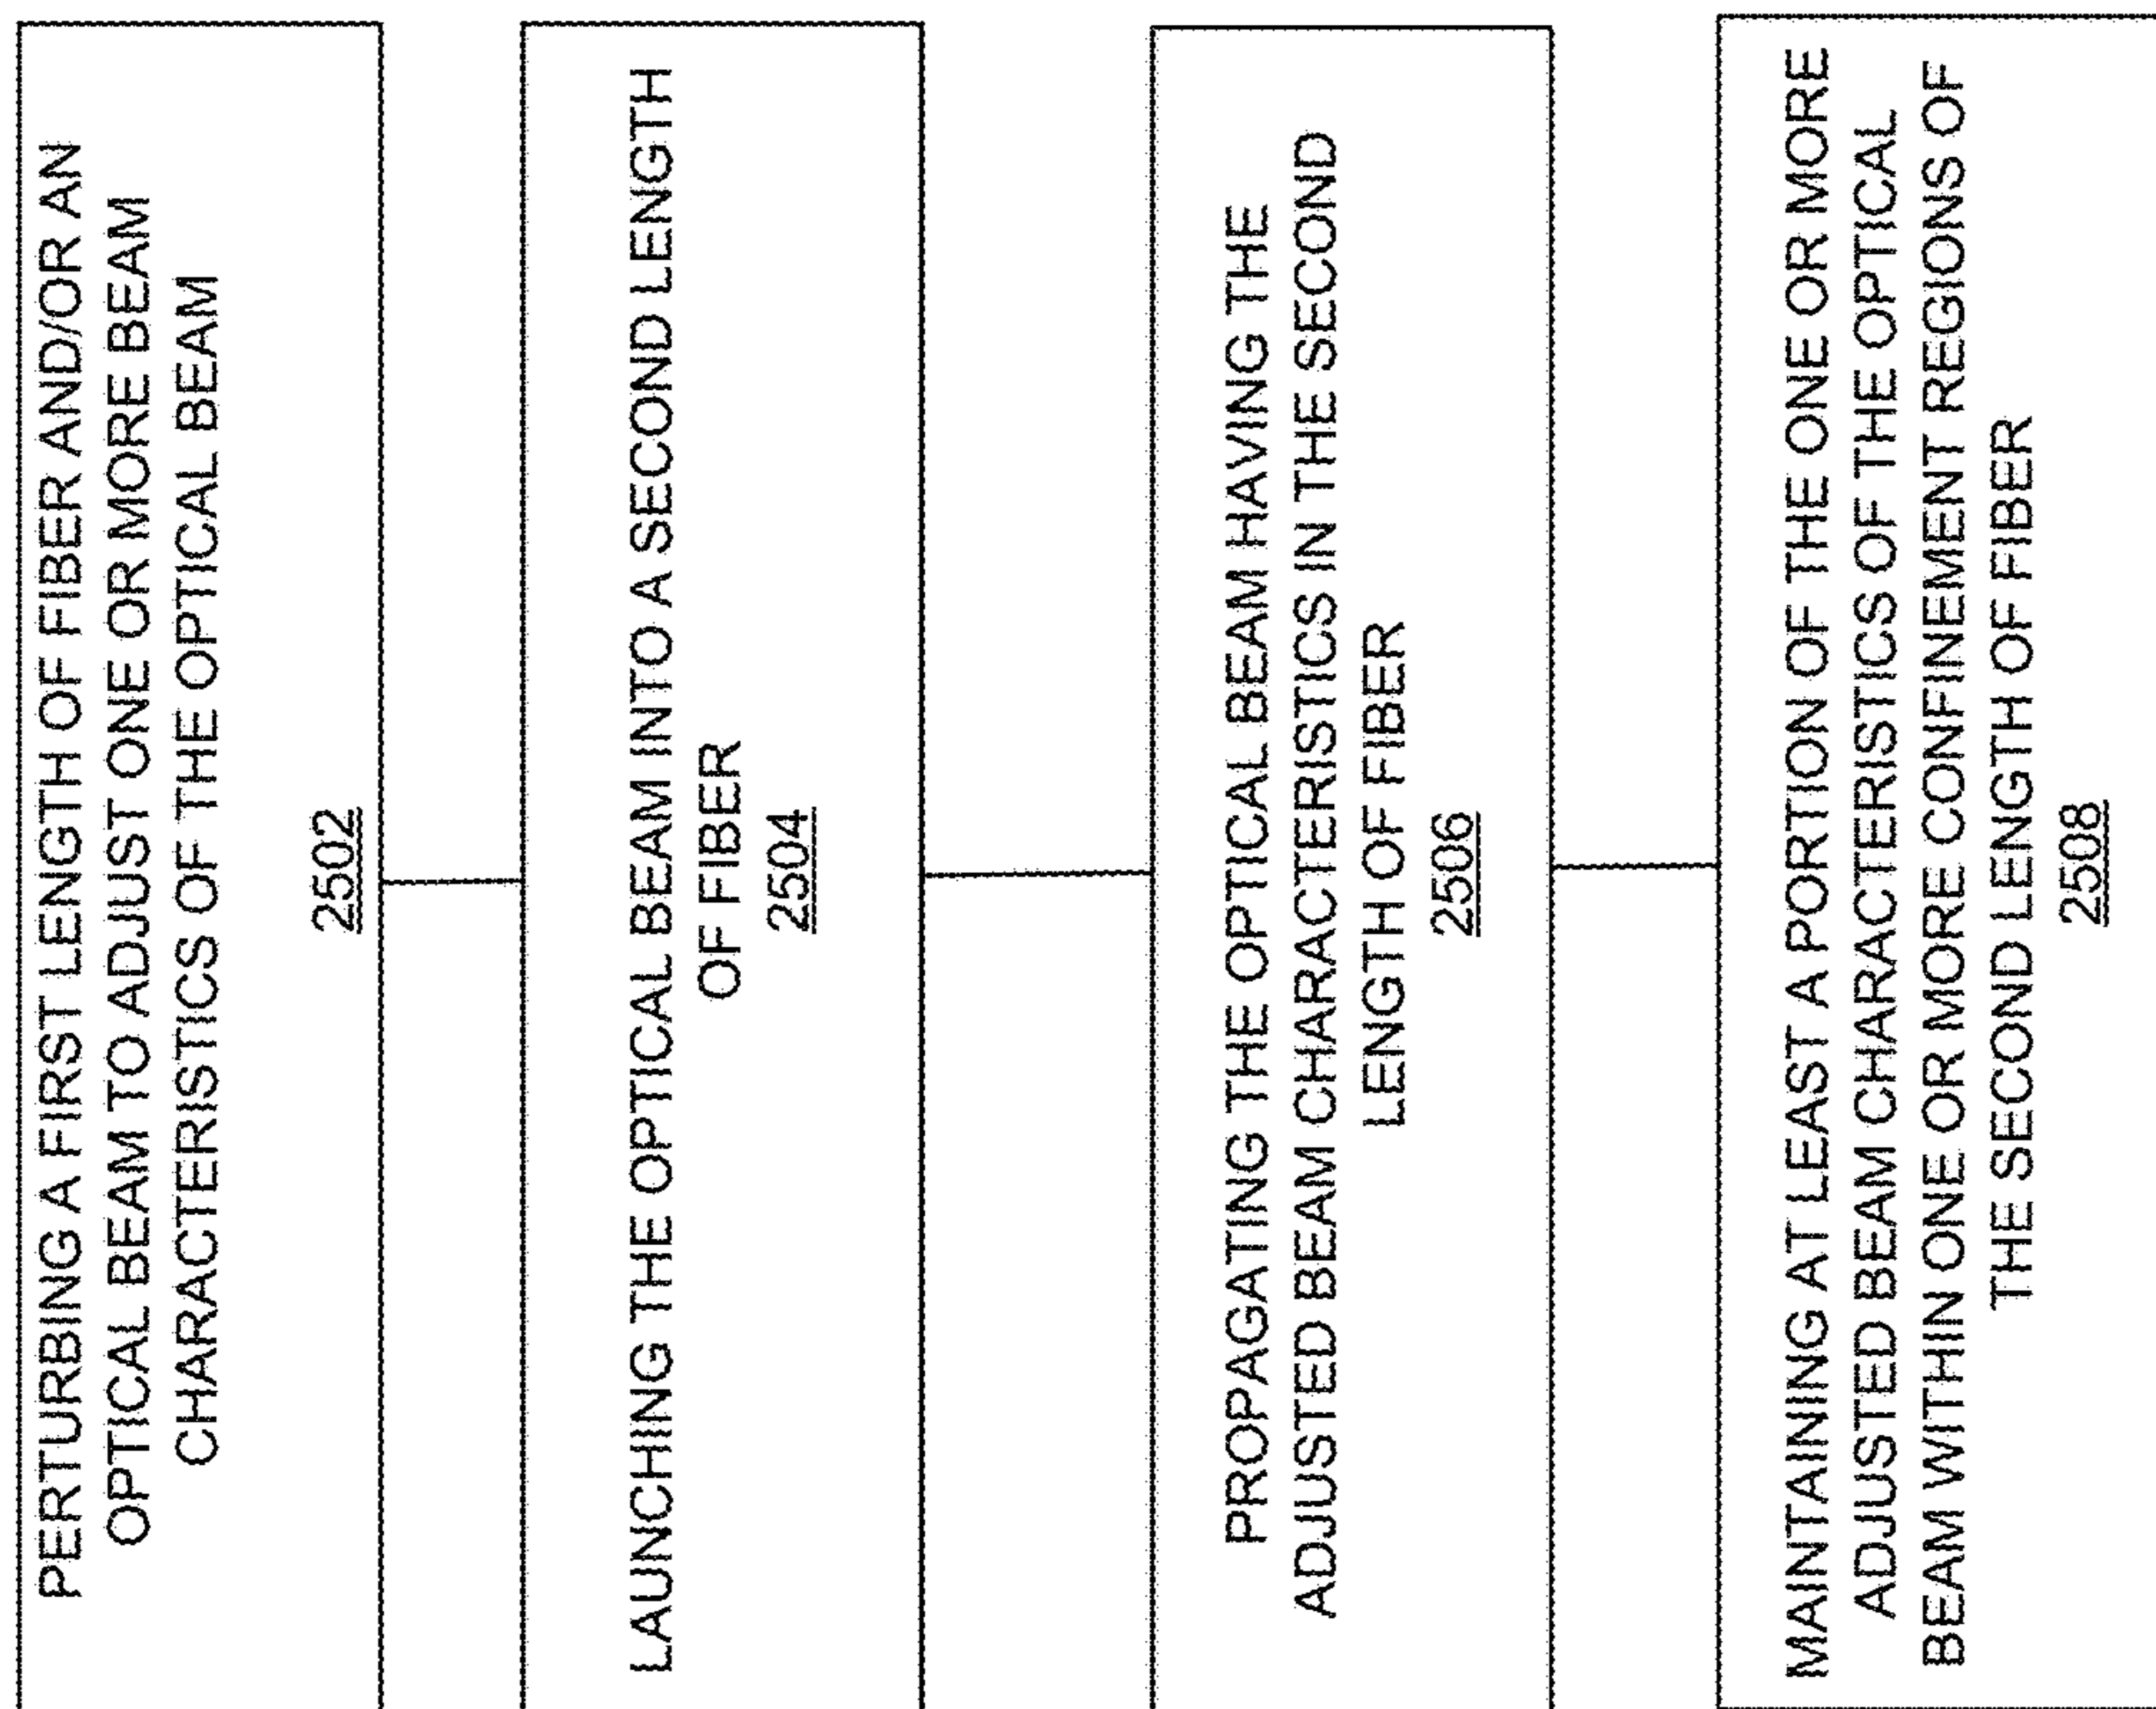 PERTURBING A FIRST LENGTH OF FIBER AND/OR AN
OPTICAL BEAM TO ADJUST ONE OR MORE BEAM
CHARACTERISTICS OF THE OPTICAL BEAM
2502
LAUNCHING THE OPTICAL BEAM INTO A SECOND LENGTH
OF FIBER
2504
PROPAGATING THE OPTICAL BEAM HAVING THE
ADJUSTED BEAM CHARACTERISTICS IN THE SECOND
LENGTH OF FIBER
2506
MAINTAINING AT LEAST A PORTION OF THE ONE OR MORE
ADJUSTED BEAM CHARACTERISTICS OF THE OPTICAL
BEAM WITHIN ONE OR MORE CONFINEMENT REGIONS OF
THE SECOND LENGTH OF FIBER
2508